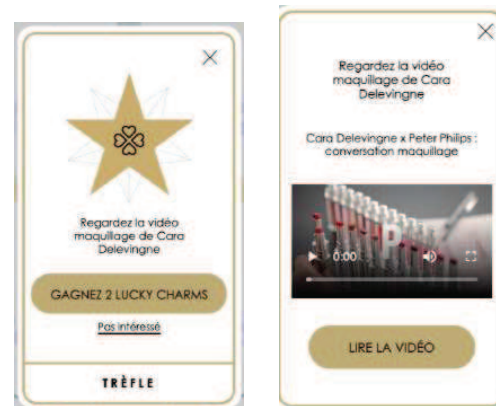 Regardez la vidéo
maquillage de Cara
Delevingne
GAGNEZ 2 LUCKY CHARMS
Pas intéressé
TRÈFLE
Regardez la vidéo
maquillage de Cara
Delevingne
Cara Delevingne x Peter Philips :
conversation maquillage
P
0:00
LIRE LA VIDÉO